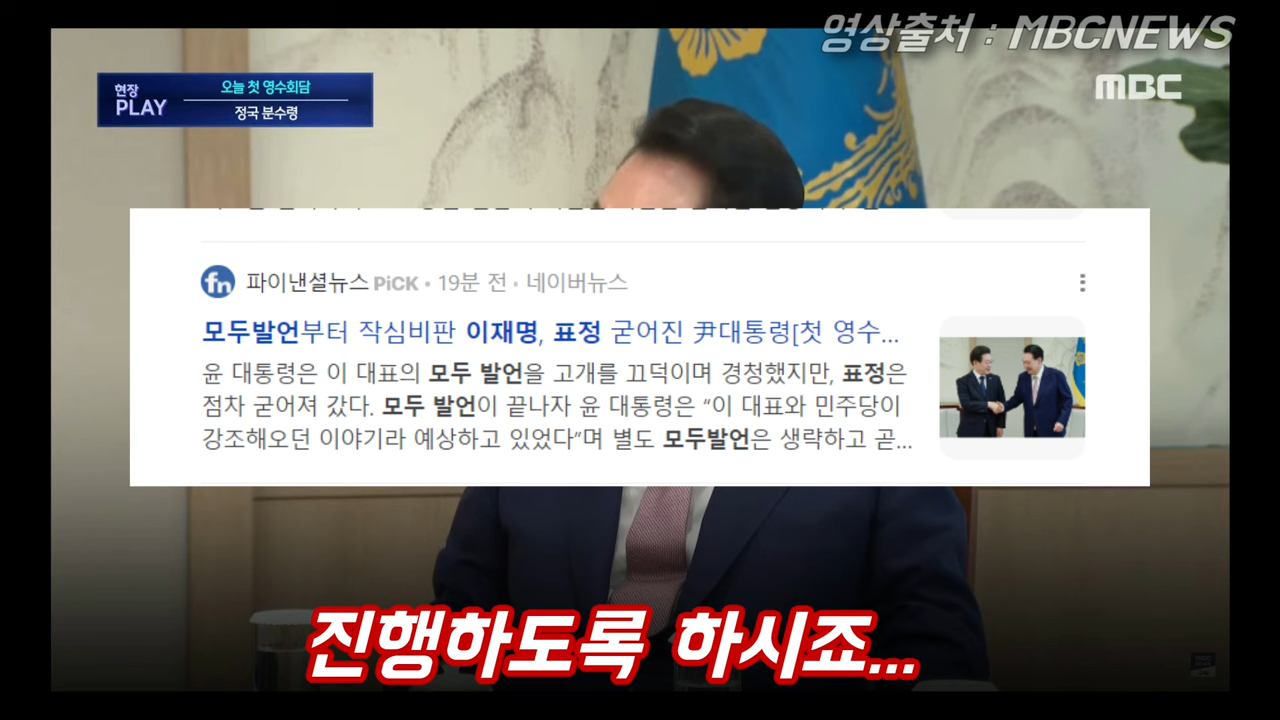 영상출처 : MBCNEWS
MBC
현장
PLAY
오늘 첫 영수회담
정국 분수령
fn 파이낸셜뉴스 PiCK · 19분 전 · 네이버뉴스
모두발언부터 작심비판 이재명, 표정 굳어진 尹대통령[첫 영수...
윤 대통령은 이 대표의 모두 발언을 고개를 끄덕이며 경청했지만, 표정은
점차 굳어져 갔다. 모두 발언이 끝나자 윤 대통령은 “이 대표와 민주당이
강조해오던 이야기라 예상하고 있었다”며 별도 모두발언은 생략하고 곧...
진행하도록 하시죠...